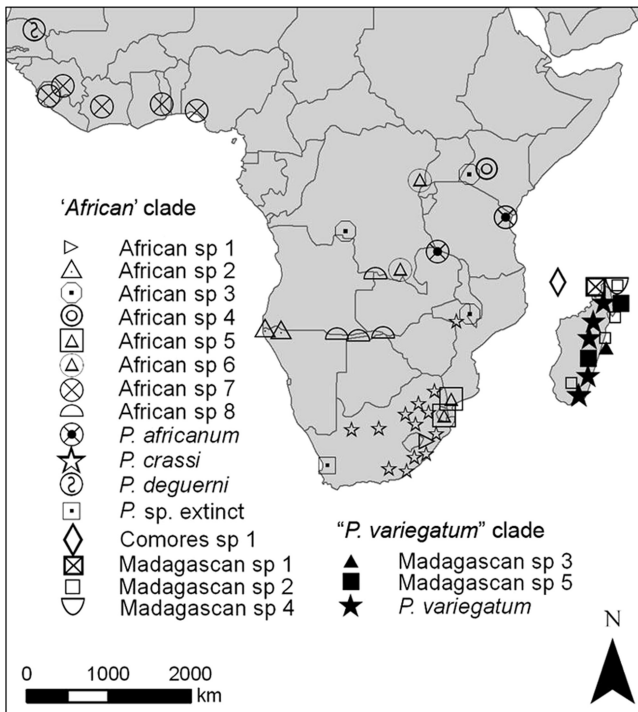 'African' clade
African sp 1
African sp 2
African sp 3
African sp 4
African sp 5
African sp 6
African sp 7
African sp 8
P. africanum
P. crassi
P. deguerni
P. sp. extinct
Comores sp 1
Madagascan sp 1
Madagascan sp 2
Madagascan sp 4
"P. variegatum" clade
Madagascan sp 3
Madagascan sp 5
P. variegatum
N
0 1000 2000
km